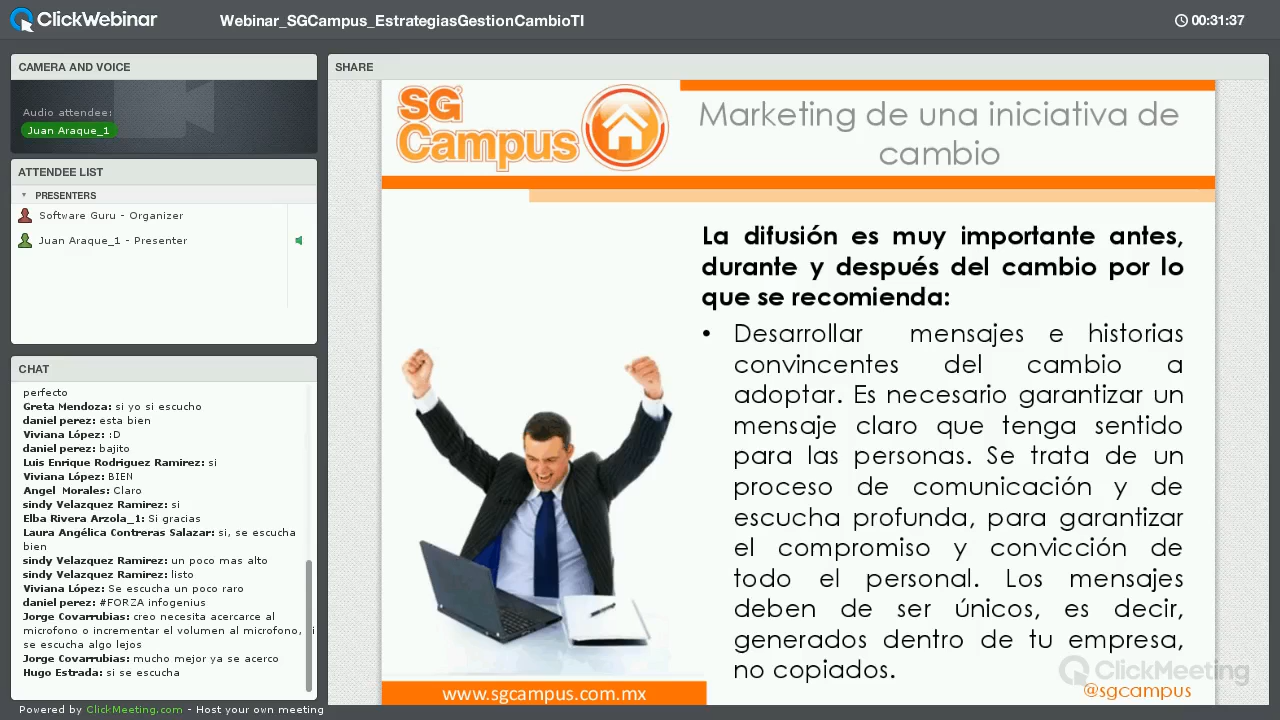 ClickWebinar
Webinar_SGCampus_EstrategiasGestionCambioTI
00:31:37
CAMERA AND VOICE
Audio attendee:
Juan Araque_1
ATTENDEE LIST
PRESENTERS
Software Guru - Organizer
Juan Araque_1 - Presenter
CHAT
perfecto
Greta Mendoza: si yo si escucho
daniel perez: esta bien
Viviana López: :D
daniel perez: bajito
Luis Enrique Rodriguez Ramirez: si
Viviana López: BIEN
Angel Morales: Claro
sindy Velazquez Ramirez: si
Elba Rivera Arzola_1: Si gracias
Laura Angélica Contreras Salazar: si, se escucha
bien
sindy Velazquez Ramirez: un poco mas alto
sindy Velazquez Ramirez: listo
Viviana López: Se escucha un poco raro
daniel perez: #FORZA infogenius
Jorge Covarrubias: creo necesita acercarce al
microfono o incrementar el volumen al microfono, i
se escucha algo lejos
Jorge Covarrubias: mucho mejor ya se acerco
Hugo Estrada: si se escucha
Powered by ClickMeeting.com - Host your own meeting
SHARE
SG
Campus
Marketing de una iniciativa de
cambio
La difusión es muy importante antes,
durante y después del cambio por lo
que se recomienda:
• Desarrollar mensajes e historias
convincentes del cambio a
adoptar. Es necesario garantizar un
mensaje claro que tenga sentido
para las personas. Se trata de un
proceso de comunicación y de
escucha profunda, para garantizar
el compromiso y convicción de
todo el personal. Los mensajes
deben de ser únicos, es decir,
generados dentro de tu empresa,
no copiados.
ClickMeeting
www.sgcampus.com.mx
@sgcampus